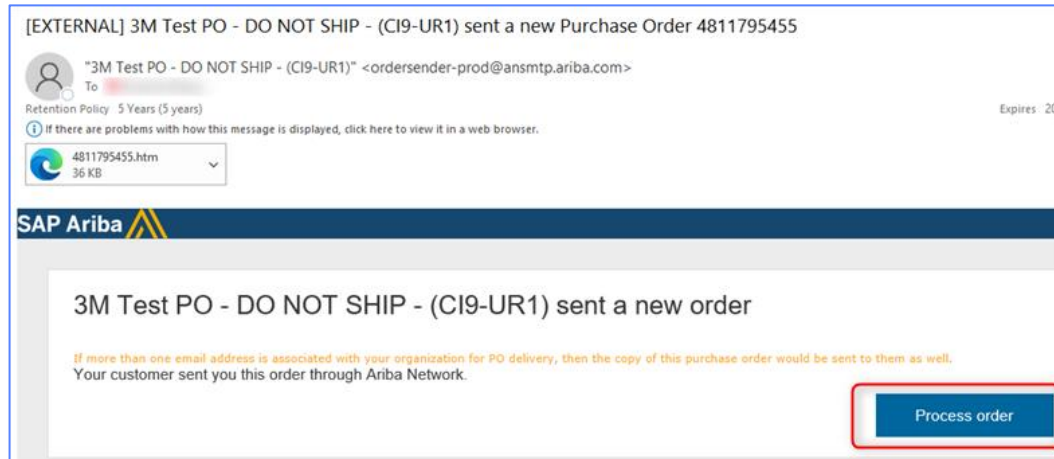 [EXTERNAL] 3M Test PO - DO NOT SHIP - (CI9-UR1) sent a new Purchase Order 4811795455
"3M Test PO - DO NOT SHIP - (CI9-UR1)" <ordersender-prod@ansmtp.ariba.com>
To
Retention Policy 5 Years (5 years)
Expires 20
If there are problems with how this message is displayed, click here to view it in a web browser.
4811795455.htm
36 KB
SAP Ariba
3M Test PO - DO NOT SHIP - (CI9-UR1) sent a new order
If more than one email address is associated with your organization for PO delivery, then the copy of this purchase order would be sent to them as well.
Your customer sent you this order through Ariba Network.
Process order